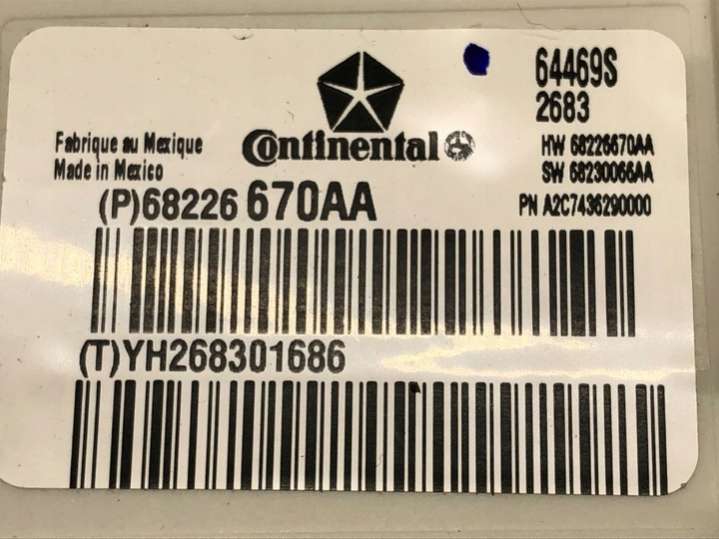 64469S
2683
Continental
Fabrique au Mexique
Made in Mexico
HW 68226670AA
SW 68230066AA
(P)68226 670AA
PN A2C7436290000
(T)YH268301686